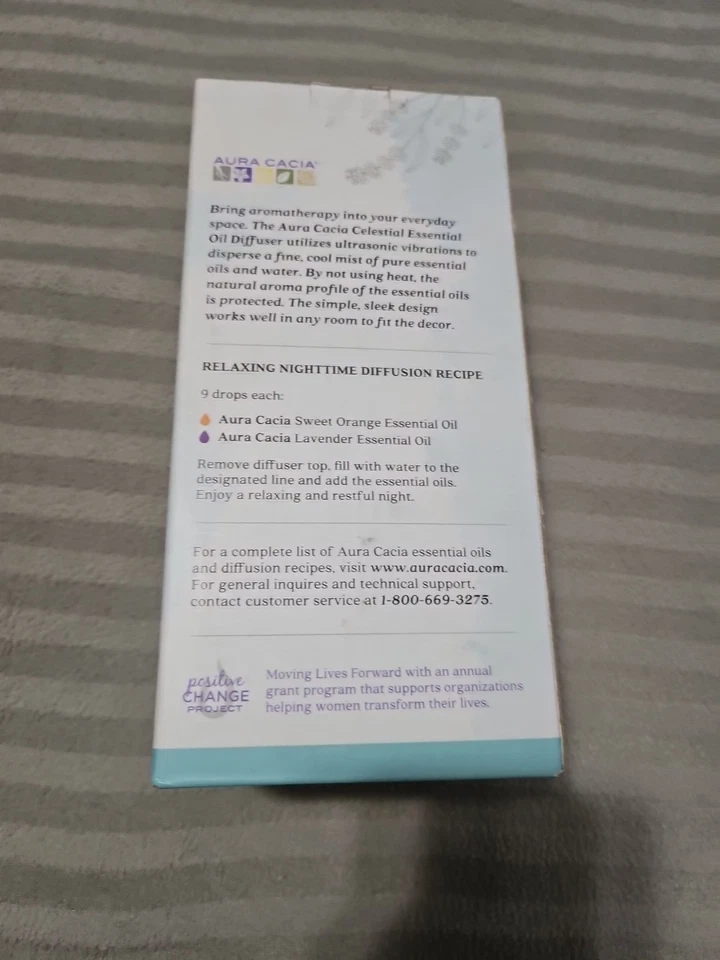 AURA CACIA
Bring aromatherapy into your everyday
space. The Aura Cacia Celestial Essential
Oil Diffuser utilizes ultrasonic vibrations to
disperse a fine, cool mist of pure essential
oils and water. By not using heat, the
natural aroma profile of the essential oils
is protected. The simple, sleek design
works well in any room to fit the decor.
RELAXING NIGHTTIME DIFFUSION RECIPE
9 drops each:
Aura Cacia Sweet Orange Essential Oil
Aura Cacia Lavender Essential Oil
Remove diffuser top, fill with water to the
designated line and add the essential oils.
Enjoy a relaxing and restful night.
For a complete list of Aura Cacia essential oils
and diffusion recipes, visit www.auracacia.com.
For general inquires and technical support,
contact customer service at 1-800-669-3275.
positive
CHANGE
PROJECT
Moving Lives Forward with an annual
grant program that supports organizations
helping women transform their lives.